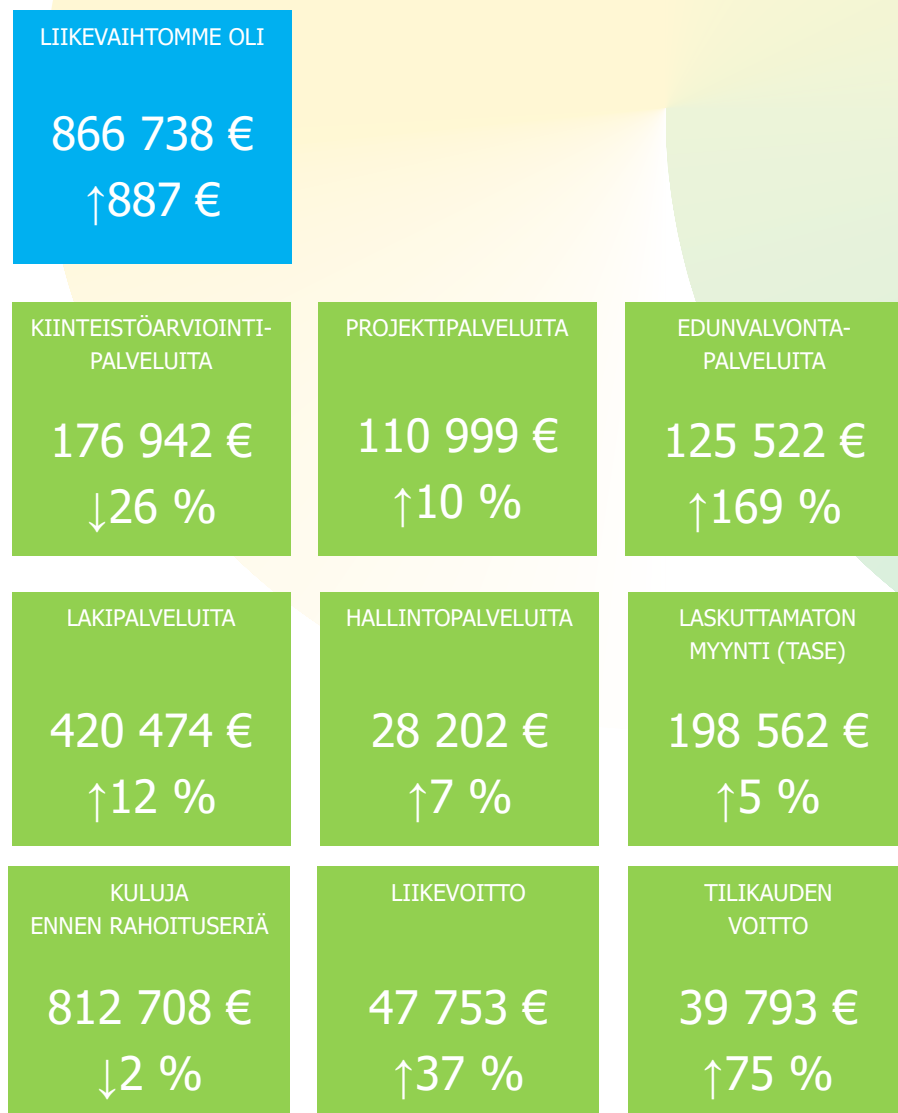 LIIKEVAIHTOMME OLI
866 738 €
↑887 €
KIINTEISTÖARVIOINTI-
PALVELUITA
176 942 €
↓26 %
PROJEKTIPALVELUITA
110 999 €
↑10 %
EDUNVALVONTA-
PALVELUITA
125 522 €
↑169 %
LAKIPALVELUITA
420 474 €
↑12 %
HALLINTOPALVELUITA
28 202 €
↑7 %
LASKUTTAMATON
MYYNTI (TASE)
198 562 €
↑5 %
KULUJA
ENNEN RAHOITUSERIÄ
812 708 €
↓2 %
LIIKEVOITTO
47 753 €
↑37 %
TILIKAUDEN
VOITTO
39 793 €
↑75 %